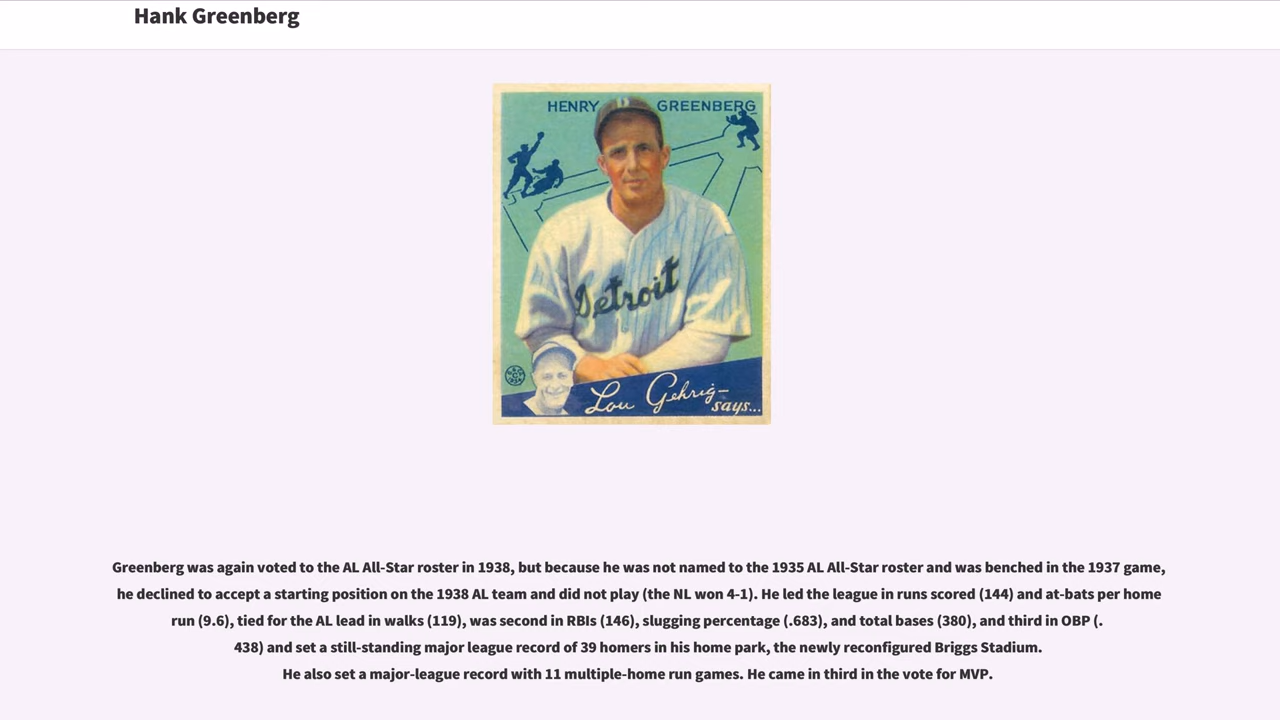 Hank Greenberg
HENRY GREENBERG
Detroit
Lou Gehrig-
says...
Greenberg was again voted to the AL All-Star roster in 1938, but because he was not named to the 1935 AL All-Star roster and was benched in the 1937 game,
he declined to accept a starting position on the 1938 AL team and did not play (the NL won 4-1). He led the league in runs scored (144) and at-bats per home
run (9.6), tied for the AL lead in walks (119), was second in RBIs (146), slugging percentage (.683), and total bases (380), and third in OBP (.
438) and set a still-standing major league record of 39 homers in his home park, the newly reconfigured Briggs Stadium.
He also set a major-league record with 11 multiple-home run games. He came in third in the vote for MVP.